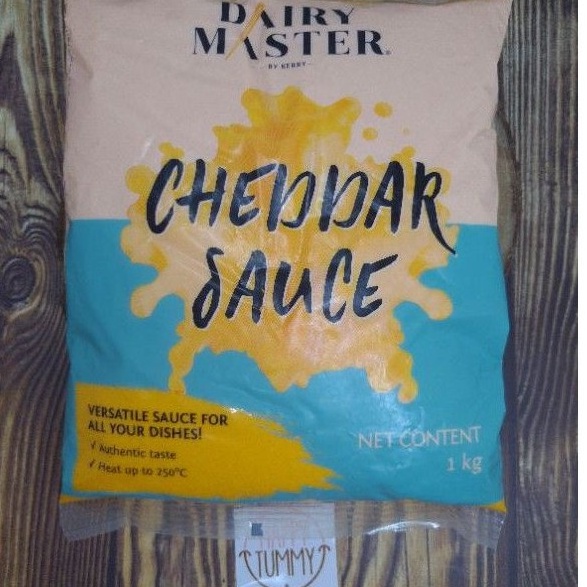 DAIRY
MASTER®
BY KERRY
CHEDDAR
SAUCE
VERSATILE SAUCE FOR
ALL YOUR DISHES!
✓ Authentic taste
✓ Heat up to 250°C
NET CONTENT
1 kg
TUMMY